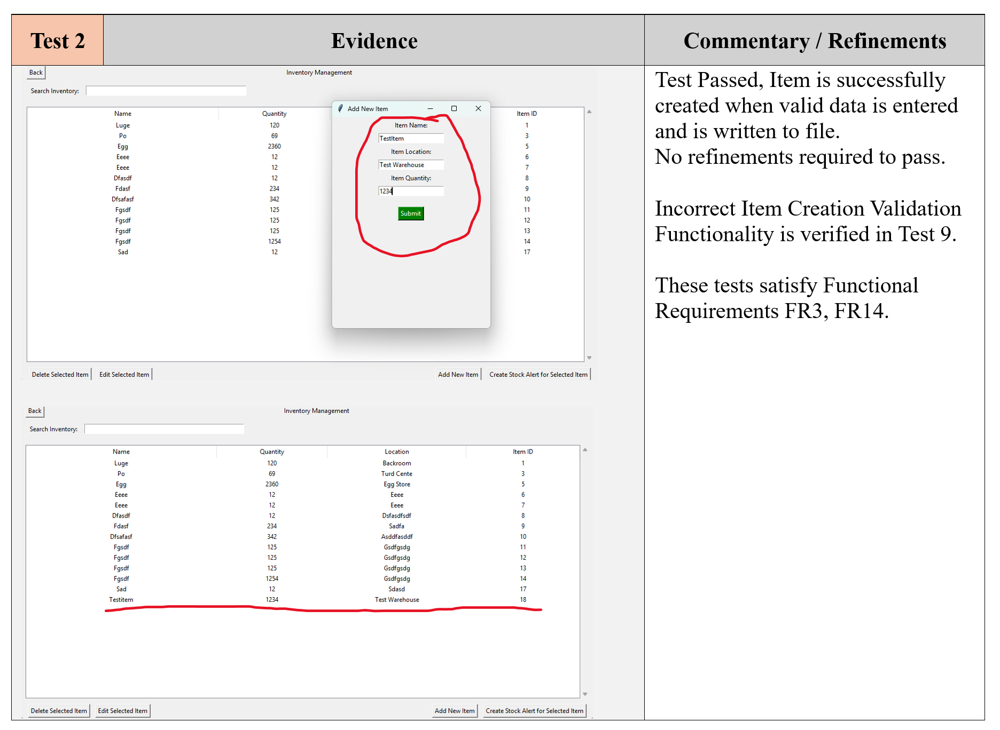 Test 2 Evidence Commentary / Refinements
Back Inventory Management
Search Inventory:
Add New Item
Name Quantity Item ID
Luge 120 1
Po 69 3
Egg 2360 5
Eeee 12 6
Eeee 12 7
Dfasdf 12 8
Fdasf 234 9
Dfsafasf 342 10
Fgsdf 125 11
Fgsdf 125 12
Fgsdf 125 13
Fgsdf 1254 14
Sad 12 17
Item Name:
TestItem
Item Location:
Test Warehouse
Item Quantity:
1234
Submit
Delete Selected Item Edit Selected Item Add New Item Create Stock Alert for Selected Item
Back Inventory Management
Search Inventory:
Name Quantity Location Item ID
Luge 120 Backroom 1
Po 69 Turd Cente 3
Egg 2360 Egg Store 5
Eeee 12 Eeee 6
Eeee 12 Eeee 7
Dfasdf 12 Dsfasdfsdf 8
Fdasf 234 Sadfa 9
Dfsafasf 342 Asddfasddf 10
Fgsdf 125 Gsdfgsdg 11
Fgsdf 125 Gsdfgsdg 12
Fgsdf 125 Gsdfgsdg 13
Fgsdf 1254 Gsdfgsdg 14
Sad 12 Sdasd 17
Testitem 1234 Test Warehouse 18
Delete Selected Item Edit Selected Item Add New Item Create Stock Alert for Selected Item
Test Passed, Item is successfully
created when valid data is entered
and is written to file.
No refinements required to pass.
Incorrect Item Creation Validation
Functionality is verified in Test 9.
These tests satisfy Functional
Requirements FR3, FR14.